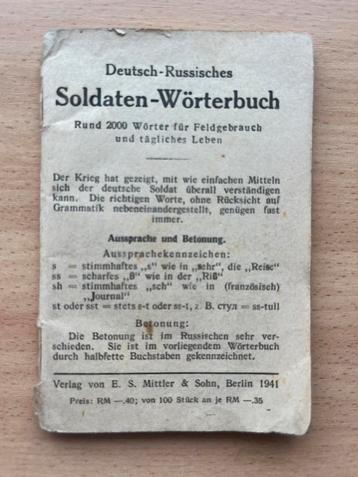 Deutsch-Russisches
Soldaten-Wörterbuch
Rund 2000 Wörter für Feldgebrauch
und tägliches Leben
Der Krieg hat gezeigt, mit wie einfachen Mitteln
sich der deutsche Soldat überall verständigen
kann. Die richtigen Worte, ohne Rücksicht auf
Grammatik nebeneinandergestellt, genügen fast
immer.
Aussprache und Betonung.
Aussprachekennzeichen:
s = stimmhaftes „s" wie in „sehr", die „Reise"
ss = scharfes „ß" wie in der „Riß"
sh = stimmhaftes „sch" wie in (französisch)
„Journal"
st oder sst = stets s-t oder ss-t, z. B. стул = ss-tull
Betonung:
Die Betonung ist im Russischen sehr ver-
schieden. Sie ist im vorliegendem Wörterbuch
durch halbfette Buchstaben gekennzeichnet.
Verlag von E. S. Mittler & Sohn, Berlin 1941
Preis: RM —.40; von 100 Stück an je RM —.35